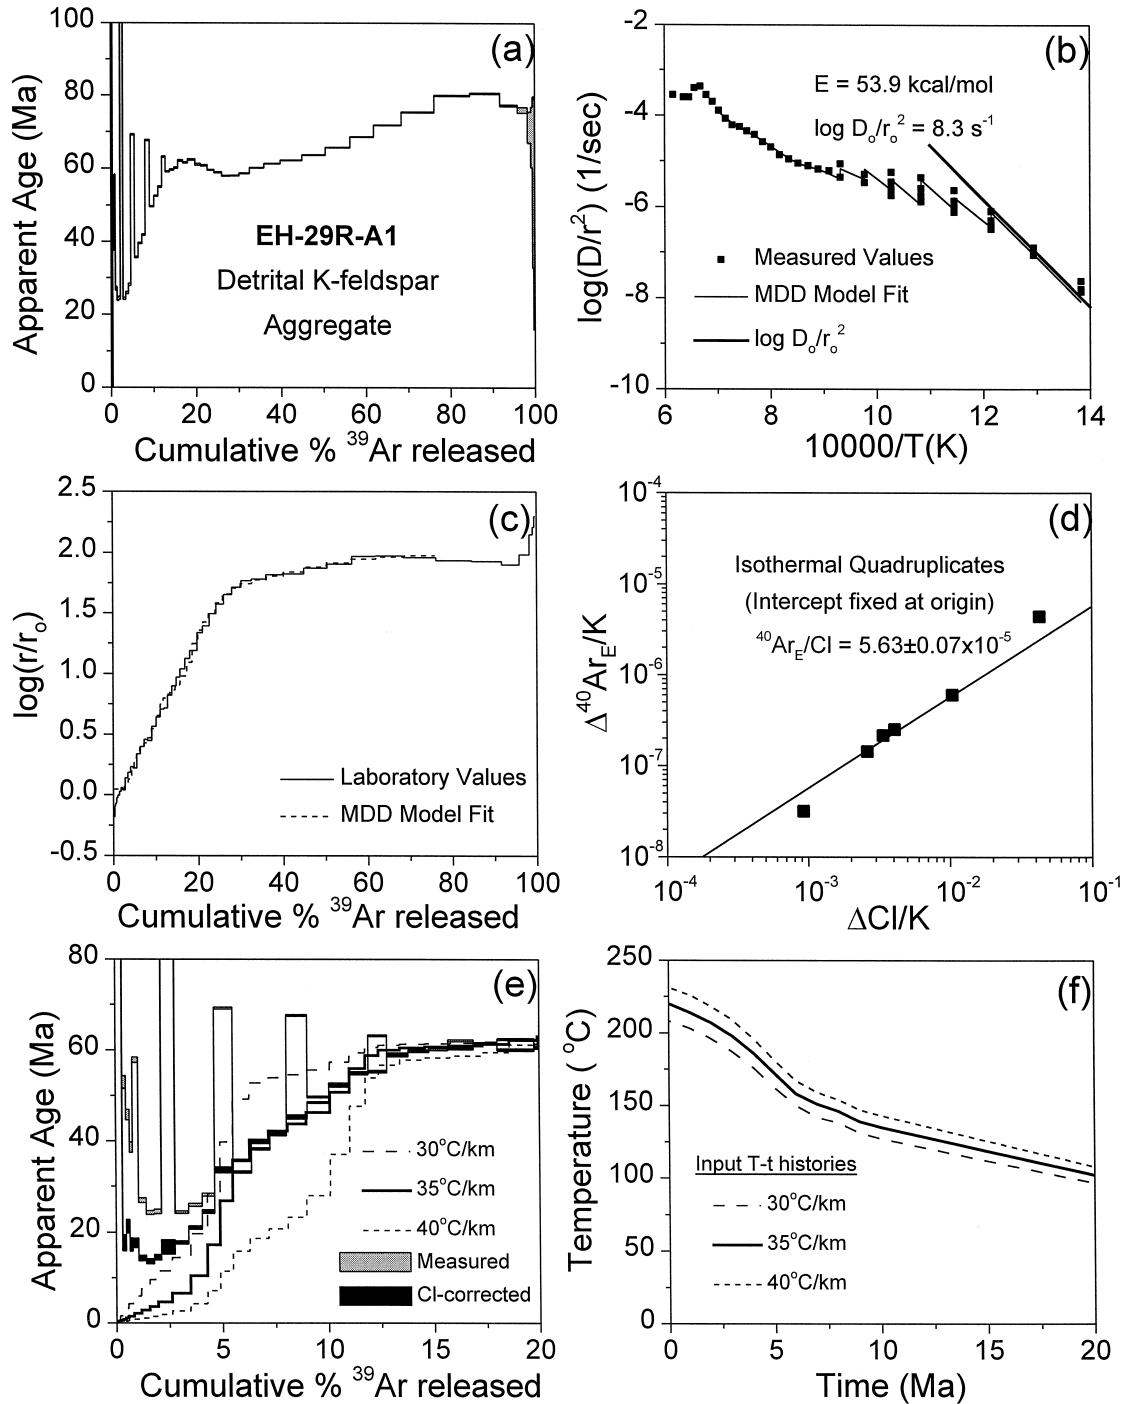 (a)
100
80
60
40
20
0
Apparent Age (Ma)
EH-29R-A1
Detrital K-feldspar
Aggregate
0 20 40 60 80 100
Cumulative % ³⁹Ar released
(b)
-2
-4
-6
-8
-10
log(D/r²) (1/sec)
E = 53.9 kcal/mol
log Dₒ/rₒ² = 8.3 s⁻¹
Measured Values
MDD Model Fit
log Dₒ/rₒ²
6 8 10 12 14
10000/T(K)
(c)
2.5
2.0
1.5
1.0
0.5
0.0
-0.5
log(r/rₒ)
Laboratory Values
MDD Model Fit
0 20 40 60 80 100
Cumulative % ³⁹Ar released
(d)
10⁻⁴
10⁻⁵
10⁻⁶
10⁻⁷
10⁻⁸
Δ⁴⁰Ar_E/K
Isothermal Quadruplicates
(Intercept fixed at origin)
⁴⁰Ar_E/Cl = 5.63±0.07x10⁻⁵
10⁻⁴ 10⁻³ 10⁻² 10⁻¹
ΔCl/K
(e)
80
60
40
20
0
Apparent Age (Ma)
30°C/km
35°C/km
40°C/km
Measured
Cl-corrected
0 5 10 15 20
Cumulative % ³⁹Ar released
(f)
250
200
150
100
50
0
Temperature ( °C)
Input T-t histories
30°C/km
35°C/km
40°C/km
0 5 10 15 20
Time (Ma)